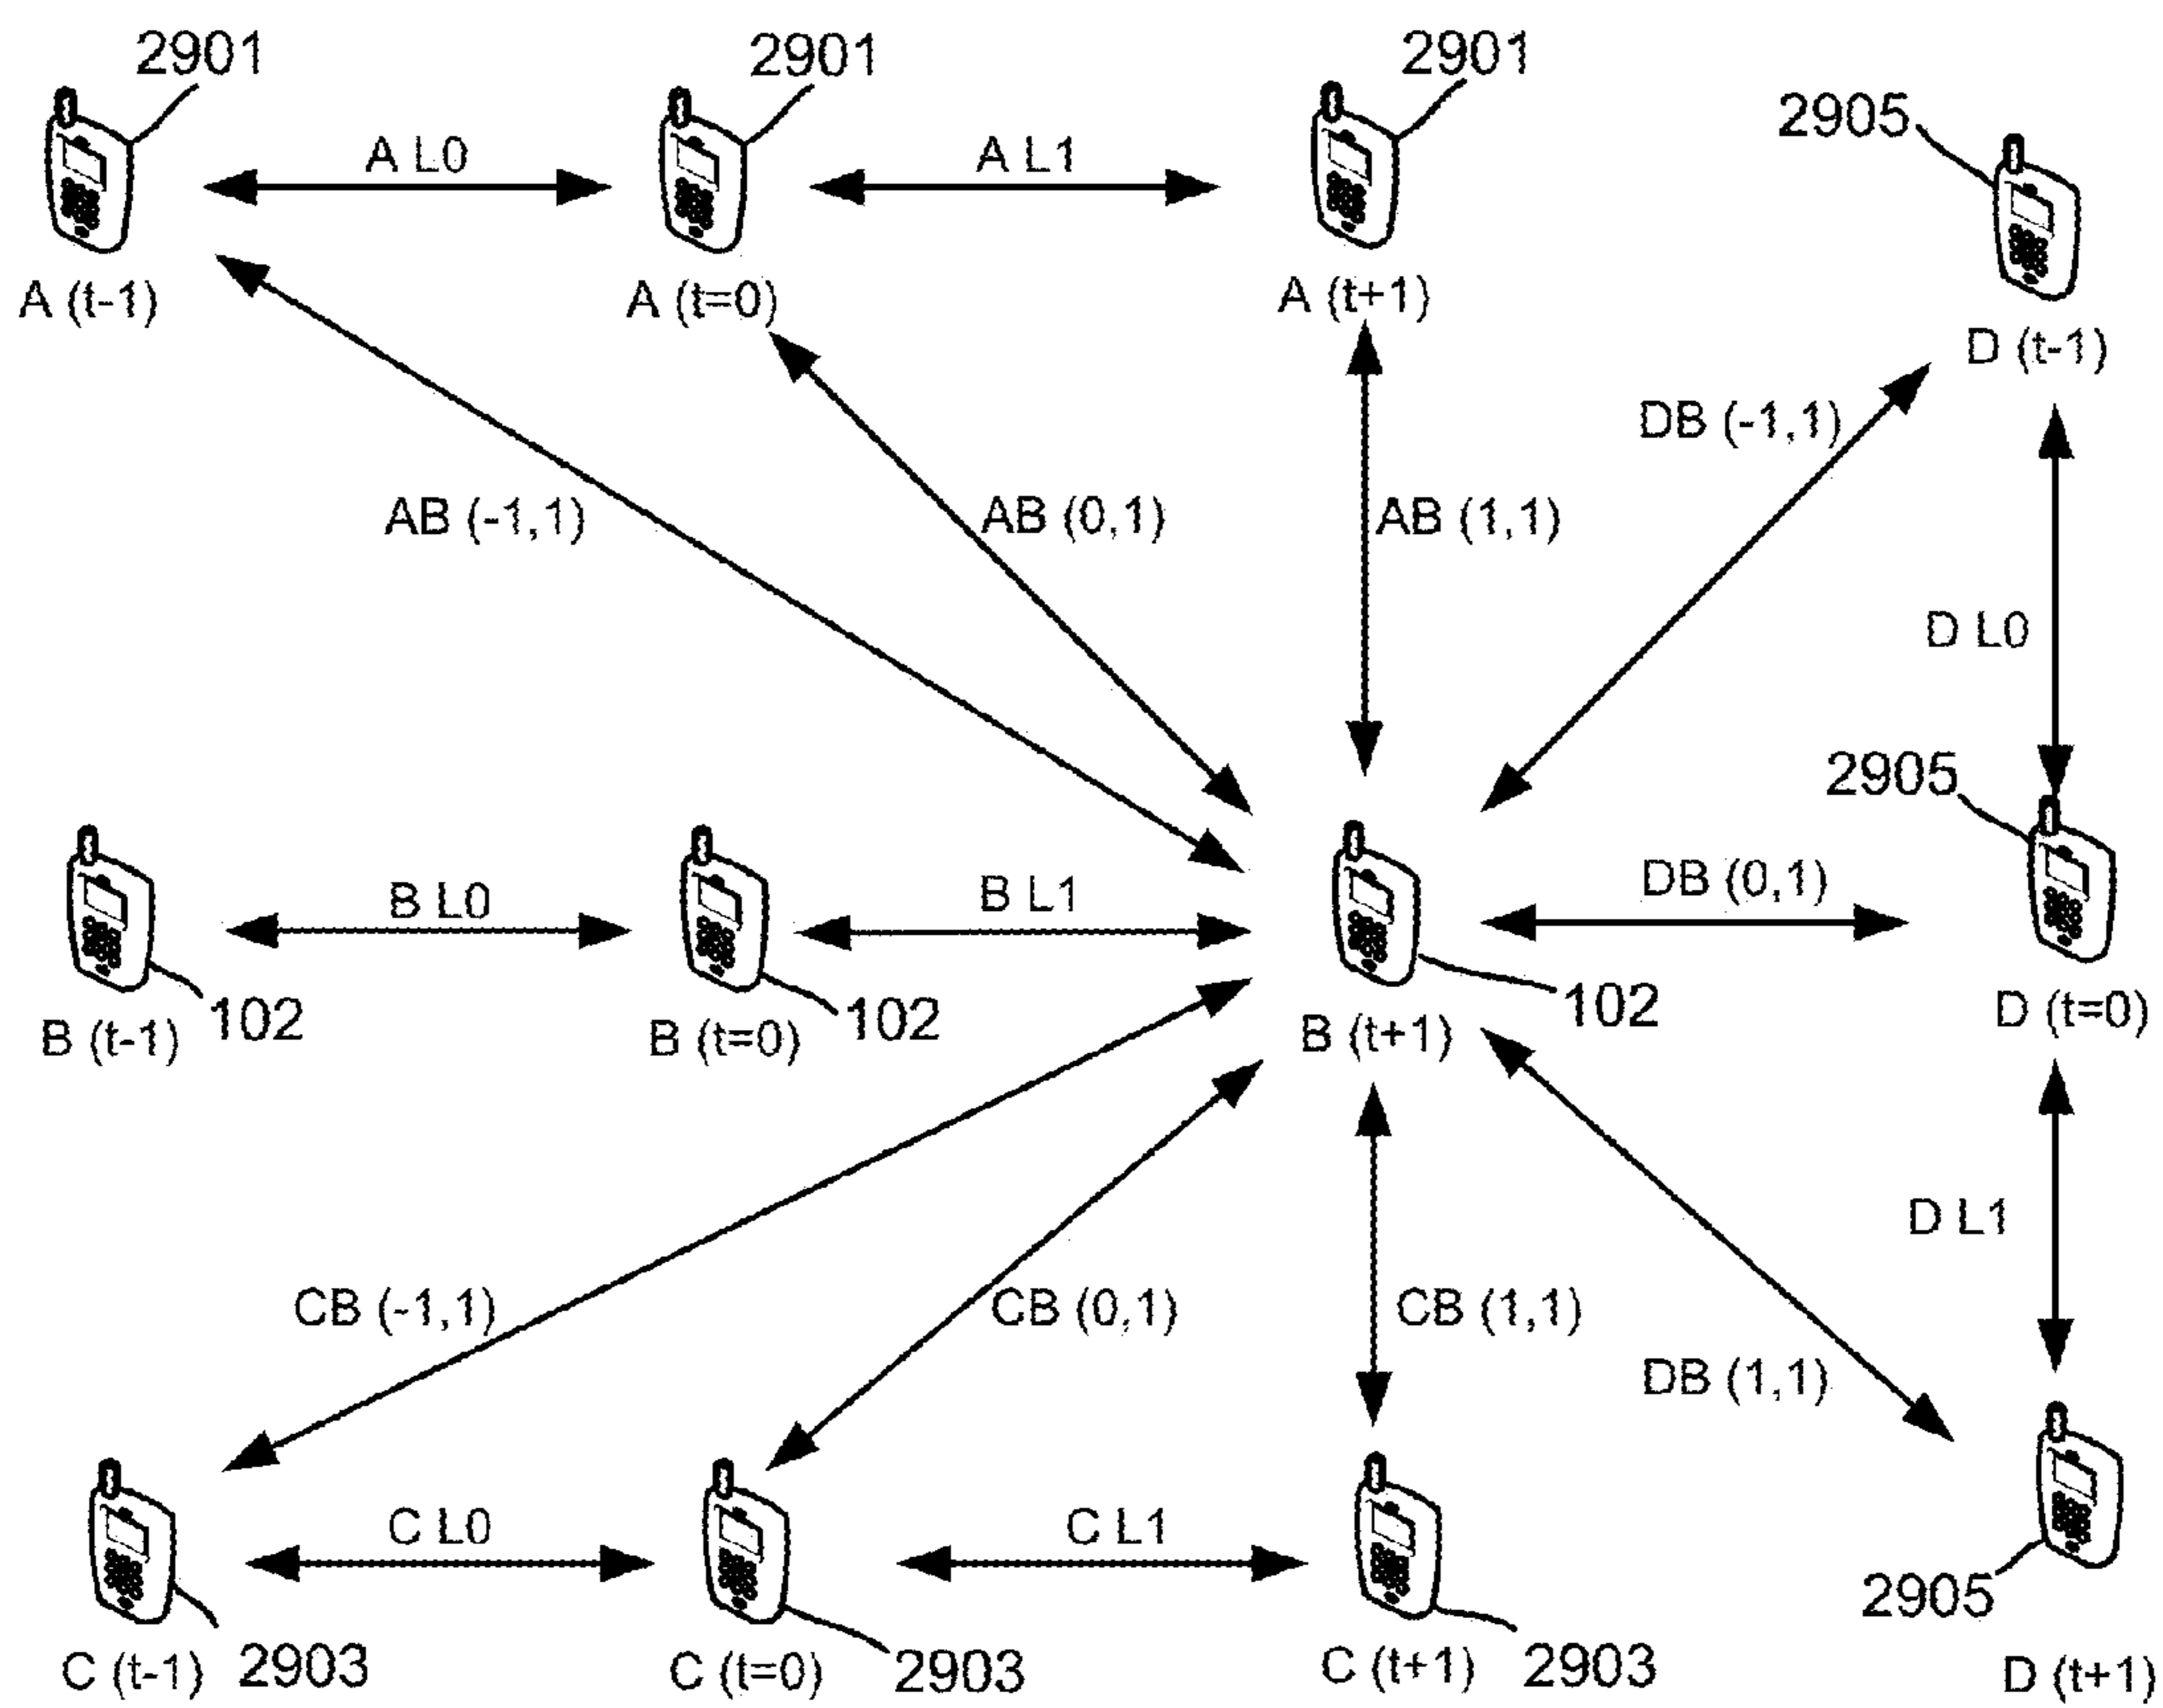 2901
2901
2901
2905
A L0
A L1
A (t-1)
A (t=0)
A (t+1)
D (t-1)
DB (-1,1)
AB (-1,1)
AB (0,1)
AB (1,1)
D L0
2905
B L0
B L1
DB (0,1)
102
102
102
B (t-1)
B (t=0)
B (t+1)
D (t=0)
D L1
CB (-1,1)
CB (0,1)
CB (1,1)
DB (1,1)
C L0
C L1
2905
C (t-1)
2903
C (t=0)
2903
C (t+1)
2903
D (t+1)